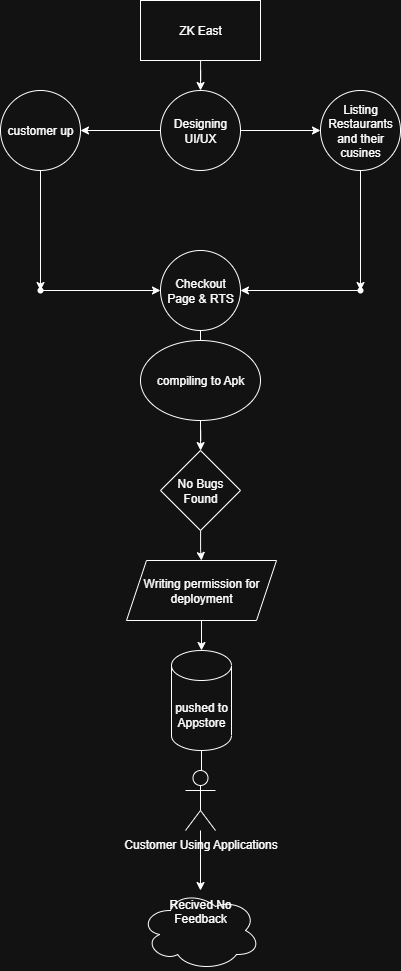 ZK East
customer up
Designing
UI/UX
Listing
Restaurants
and their
cusines
Checkout
Page & RTS
compiling to Apk
No Bugs
Found
Writing permission for
deployment
pushed to
Appstore
Customer Using Applications
Recived No
Feedback